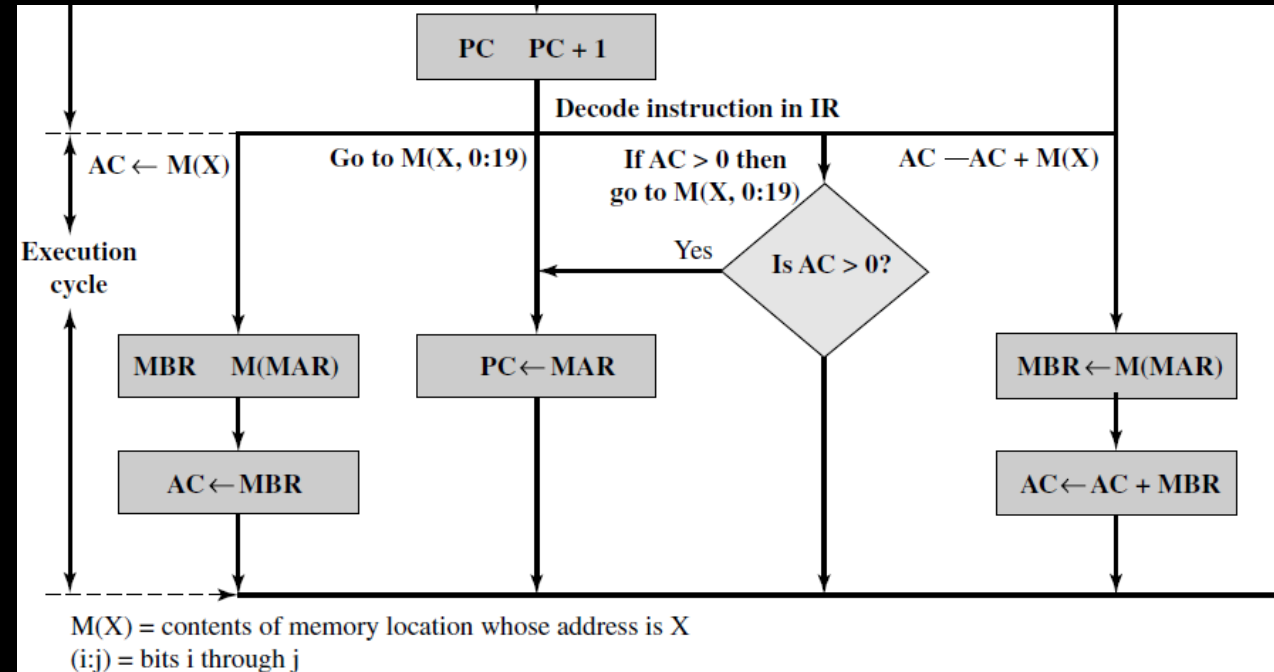 PC PC + 1
Decode instruction in IR
AC ← M(X)
Go to M(X, 0:19)
If AC > 0 then
go to M(X, 0:19)
AC —AC + M(X)
Execution
cycle
Yes
Is AC > 0?
MBR M(MAR)
PC ← MAR
MBR ← M(MAR)
AC ← MBR
AC ← AC + MBR
M(X) = contents of memory location whose address is X
(i:j) = bits i through j